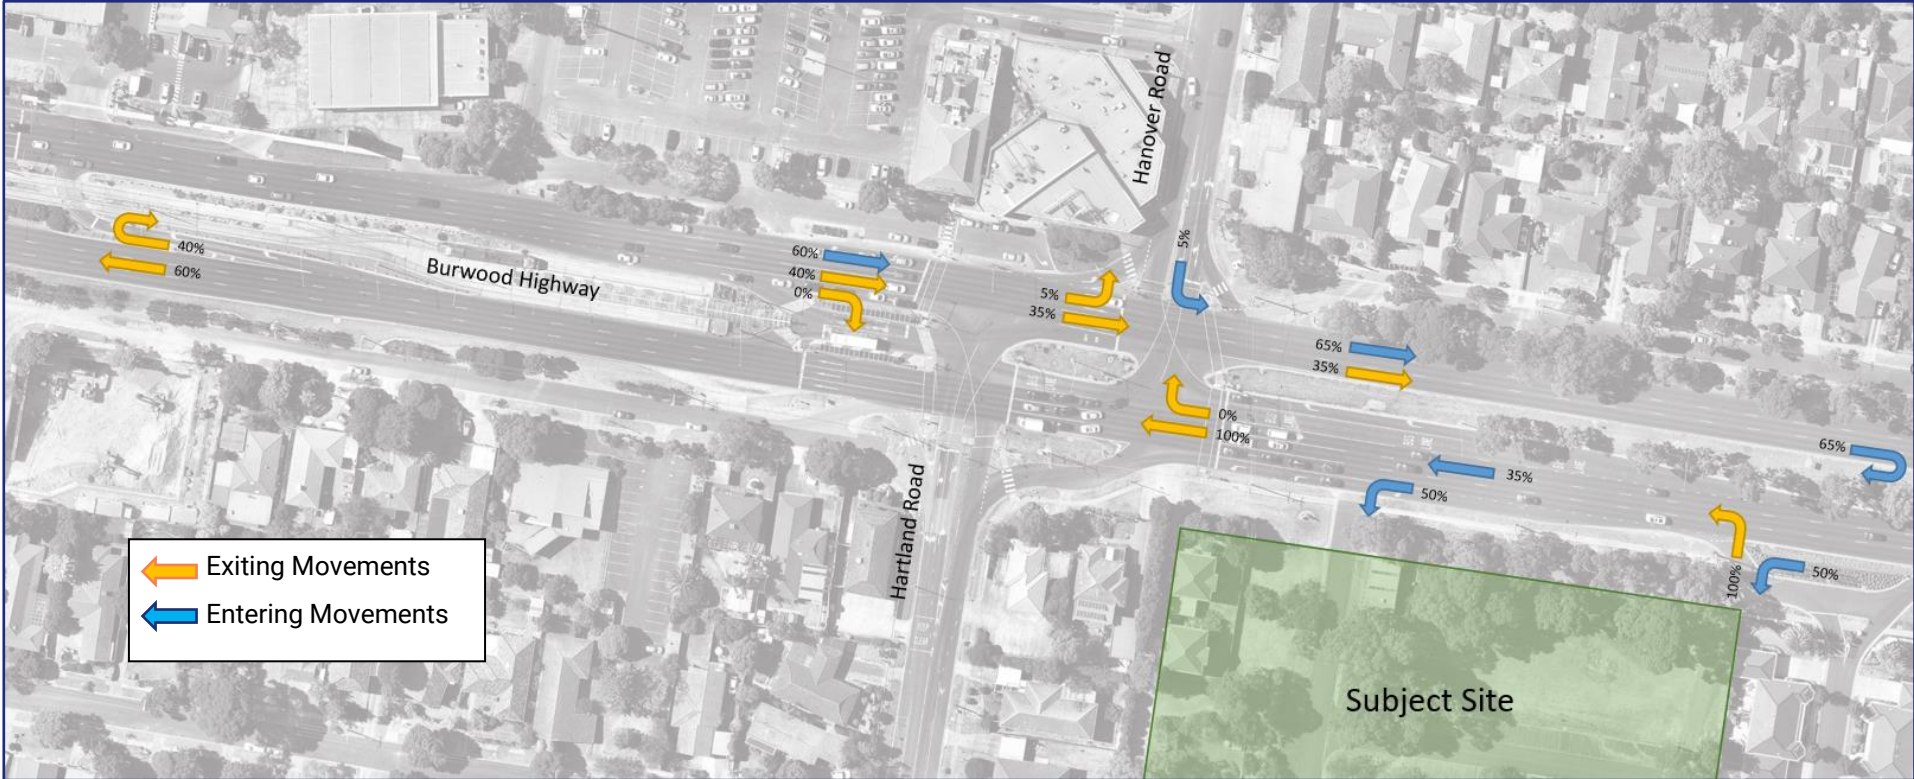 Hanover Road
5%
40%
60%
Burwood Highway
60%
40%
0%
5%
35%
65%
35%
0%
100%
65%
35%
50%
Hartland Road
100%
50%
Exiting Movements
Entering Movements
Subject Site